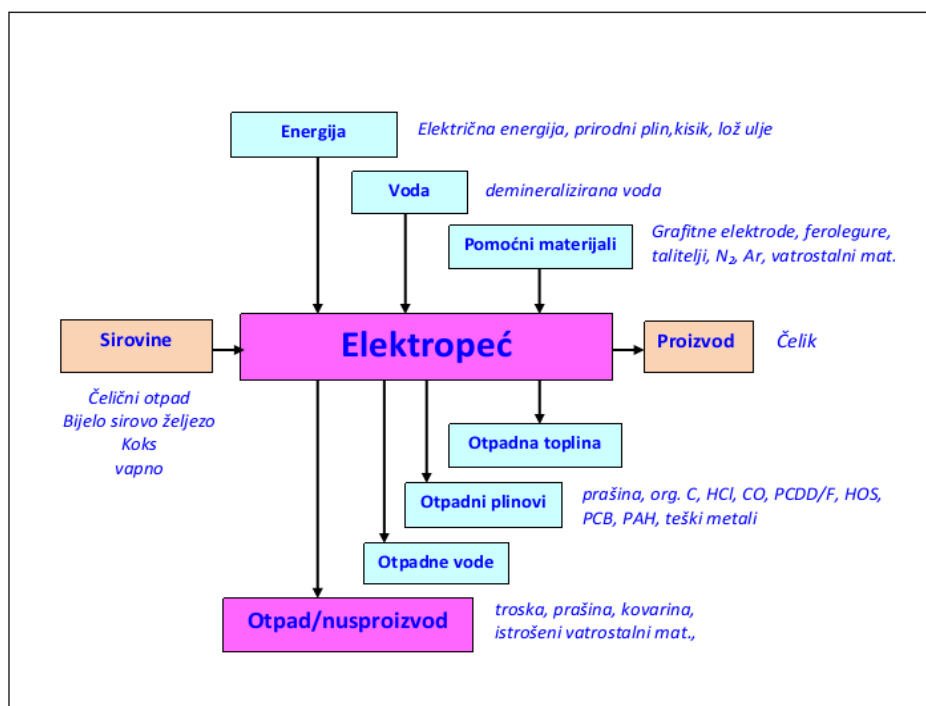 Energija
Električna energija, prirodni plin,kisik, lož ulje
Voda
demineralizirana voda
Pomoćni materijali
Grafitne elektrode, ferolegure,
talitelji, N₂, Ar, vatrostalni mat.
Sirovine
Elektropeć
Proizvod
Čelik
Čelični otpad
Bijelo sirovo željezo
Koks
vapno
Otpadna toplina
Otpadni plinovi
prašina, org. C, HCl, CO, PCDD/F, HOS,
PCB, PAH, teški metali
Otpadne vode
Otpad/nusproizvod
troska, prašina, kovarina,
istrošeni vatrostalni mat.,